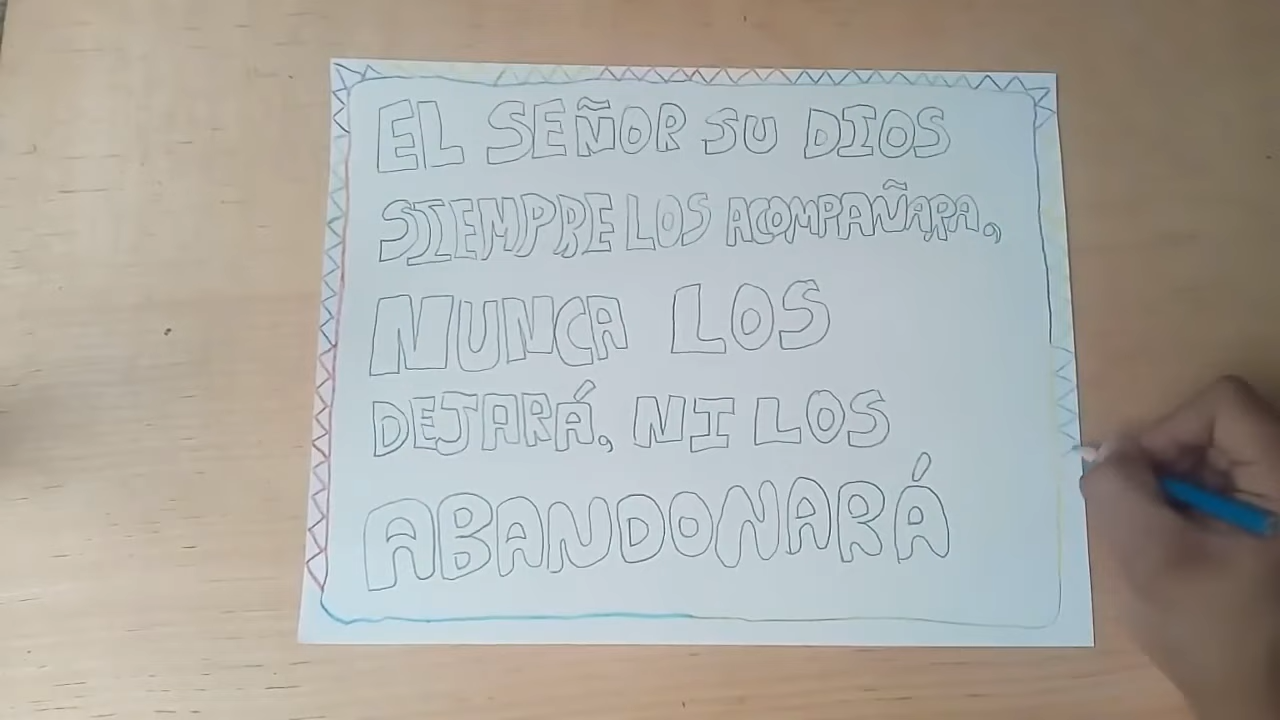 EL SEÑOR SU DIOS
SIEMPRE LOS ACOMPAÑARA,
NUNCA LOS
DEJARÁ, NI LOS
ABANDONARÁ